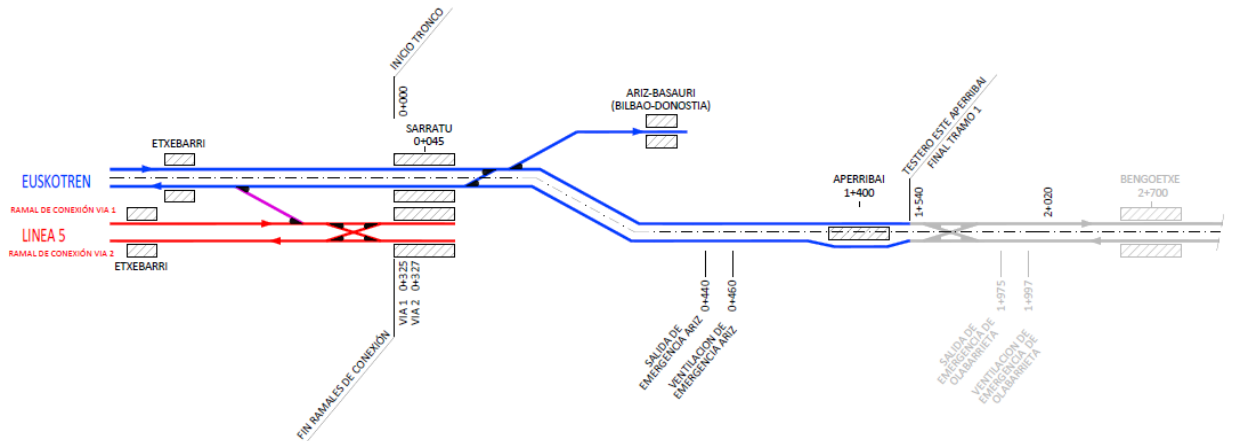 INICIO TRONCO
0+000
SARRATU
0+045
ETXEBARRI
ARIZ-BASAURI
(BILBAO-DONOSTIA)
TESTERO ESTE APERRIBAI
FINAL TRAMO 1
EUSKOTREN
APERRIBAI
1+400
1+540
2+020
BENGOETXE
2+700
RAMAL DE CONEXIÓN VIA 1
LINEA 5
RAMAL DE CONEXIÓN VIA 2
ETXEBARRI
VIA 1 0+325
VIA 2 0+327
FIN RAMALES DE CONEXIÓN
0+440
0+460
SALIDA DE
EMERGENCIA ARIZ
VENTILACION DE
EMERGENCIA ARIZ
1+975
1+997
SALIDA DE
EMERGENCIA DE
OLABARRIETA
VENTILACION DE
EMERGENCIA DE
OLABARRIETA